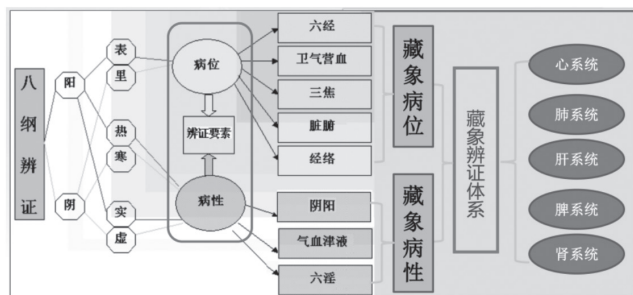 八纲辨证
阳
阴
表
里
热
寒
实
虚
病位
辨证要素
病性
六经
卫气营血
三焦
脏腑
经络
阴阳
气血津液
六淫
藏象病位
藏象病性
藏象辨证体系
心系统
肺系统
肝系统
脾系统
肾系统